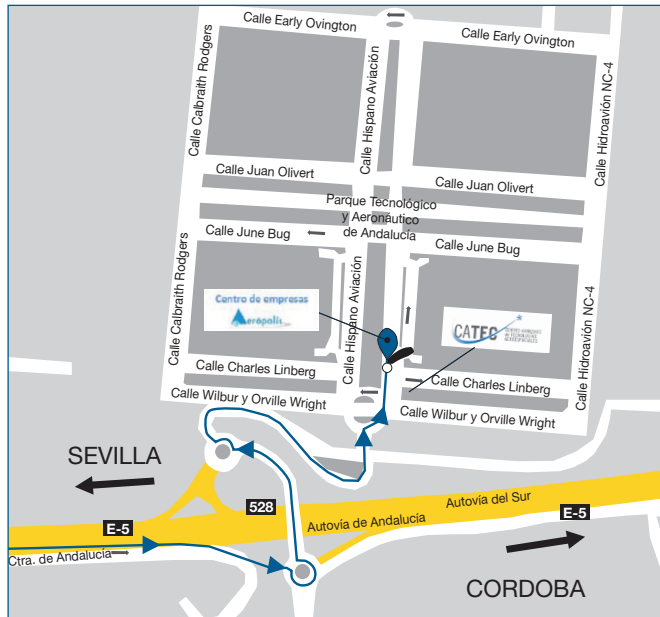 Calle Early Ovington
Calle Early Ovington
Calle Calbraith Rodgers
Calle Hispano Aviación
Calle Hidroavión NC-4
Calle Juan Olivert
Calle Juan Olivert
Parque Tecnológico
y Aeronáutico
de Andalucía
Calle June Bug
Calle June Bug
Calle Calbraith Rodgers
Calle Hispano Aviación
Calle Hidroavión NC-4
Centro de empresas
Aerópolis
CATEC
Calle Charles Linberg
Calle Charles Linberg
Calle Wilbur y Orville Wright
Calle Wilbur y Orville Wright
SEVILLA
528
E-5
Autovía del Sur
Autovía de Andalucía
E-5
Ctra. de Andalucía
CORDOBA